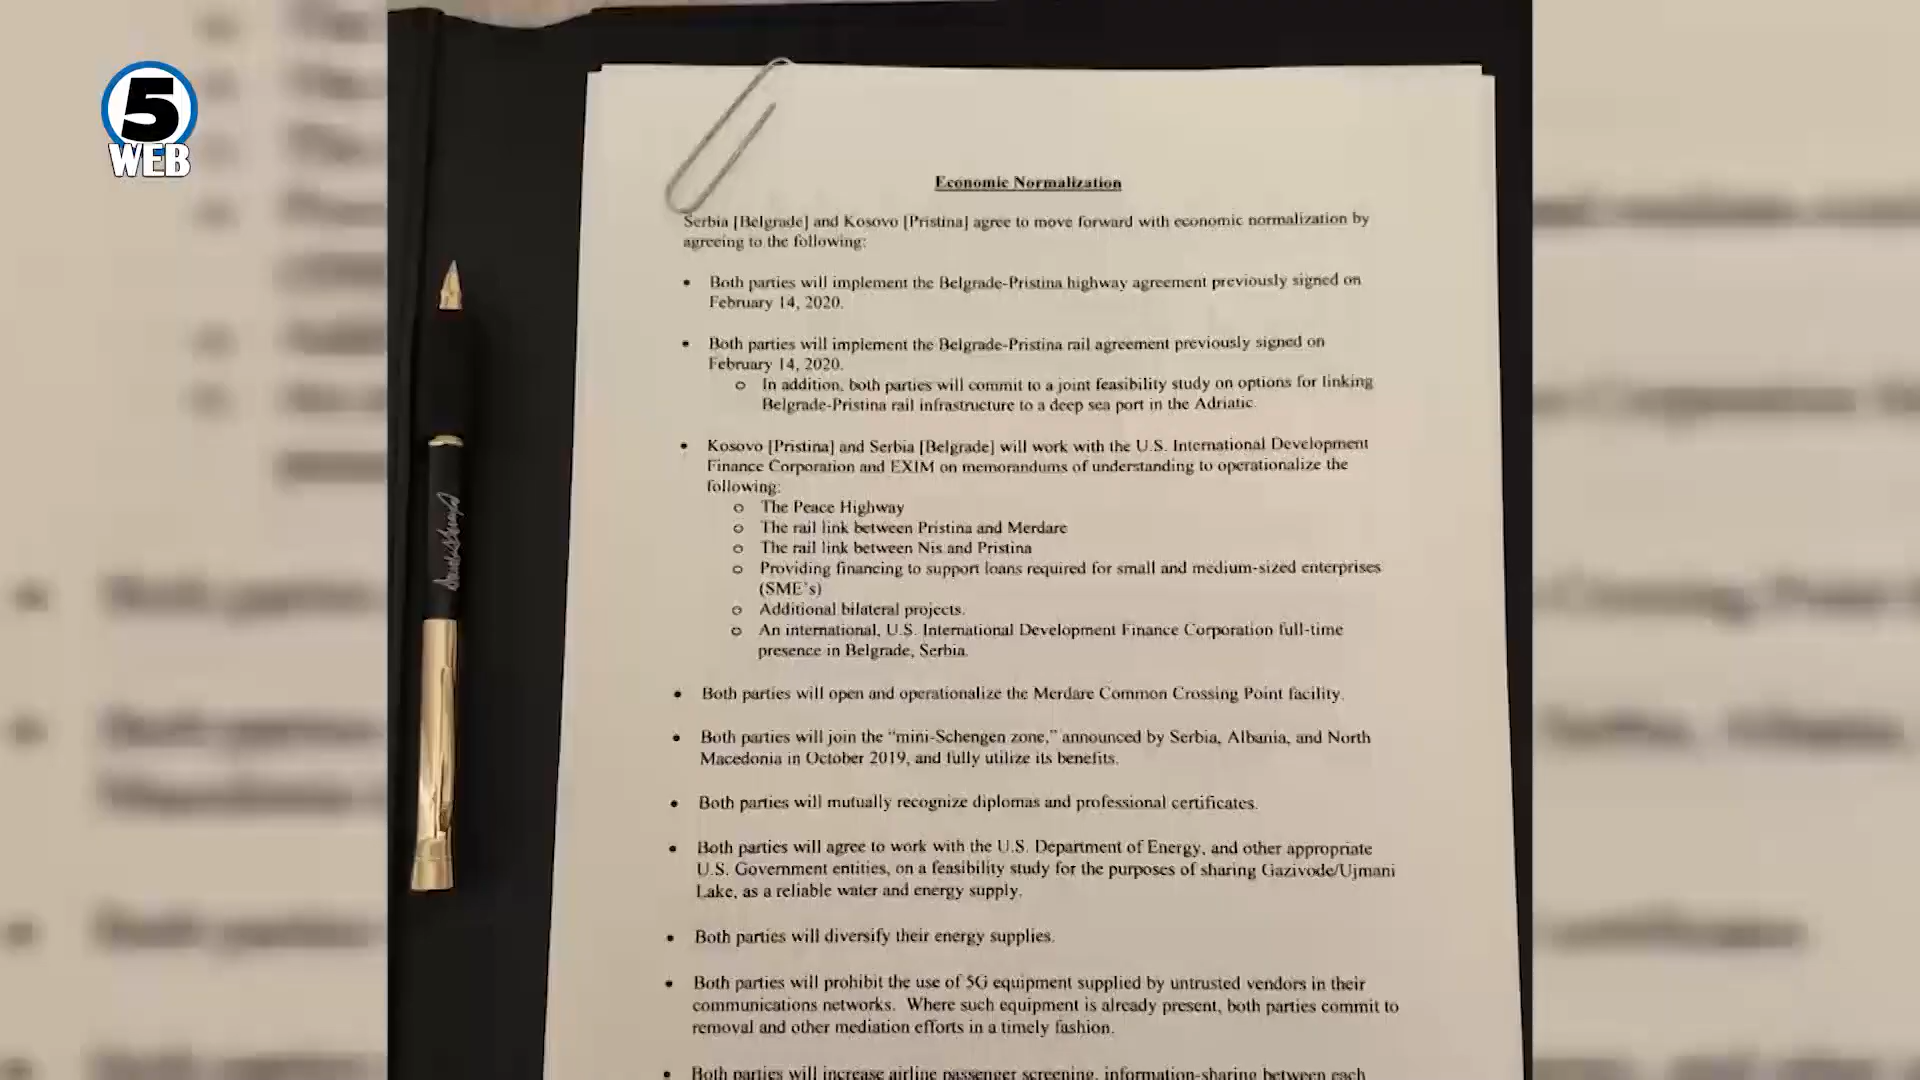 5
WEB
Economic Normalization
Serbia [Belgrade] and Kosovo [Pristina] agree to move forward with economic normalization by
agreeing to the following:
• Both parties will implement the Belgrade-Pristina highway agreement previously signed on
February 14, 2020.
• Both parties will implement the Belgrade-Pristina rail agreement previously signed on
February 14, 2020.
o In addition, both parties will commit to a joint feasibility study on options for linking
Belgrade-Pristina rail infrastructure to a deep sea port in the Adriatic.
• Kosovo [Pristina] and Serbia [Belgrade] will work with the U.S. International Development
Finance Corporation and EXIM on memorandums of understanding to operationalize the
following:
o The Peace Highway
o The rail link between Pristina and Merdare
o The rail link between Nis and Pristina
o Providing financing to support loans required for small and medium-sized enterprises
(SME's)
o Additional bilateral projects.
o An international, U.S. International Development Finance Corporation full-time
presence in Belgrade, Serbia.
• Both parties will open and operationalize the Merdare Common Crossing Point facility.
• Both parties will join the “mini-Schengen zone,” announced by Serbia, Albania, and North
Macedonia in October 2019, and fully utilize its benefits.
• Both parties will mutually recognize diplomas and professional certificates.
• Both parties will agree to work with the U.S. Department of Energy, and other appropriate
U.S. Government entities, on a feasibility study for the purposes of sharing Gazivode/Ujmani
Lake, as a reliable water and energy supply.
• Both parties will diversify their energy supplies.
• Both parties will prohibit the use of 5G equipment supplied by untrusted vendors in their
communications networks. Where such equipment is already present, both parties commit to
removal and other mediation efforts in a timely fashion.
• Both parties will increase airline passenger screening, information-sharing between each